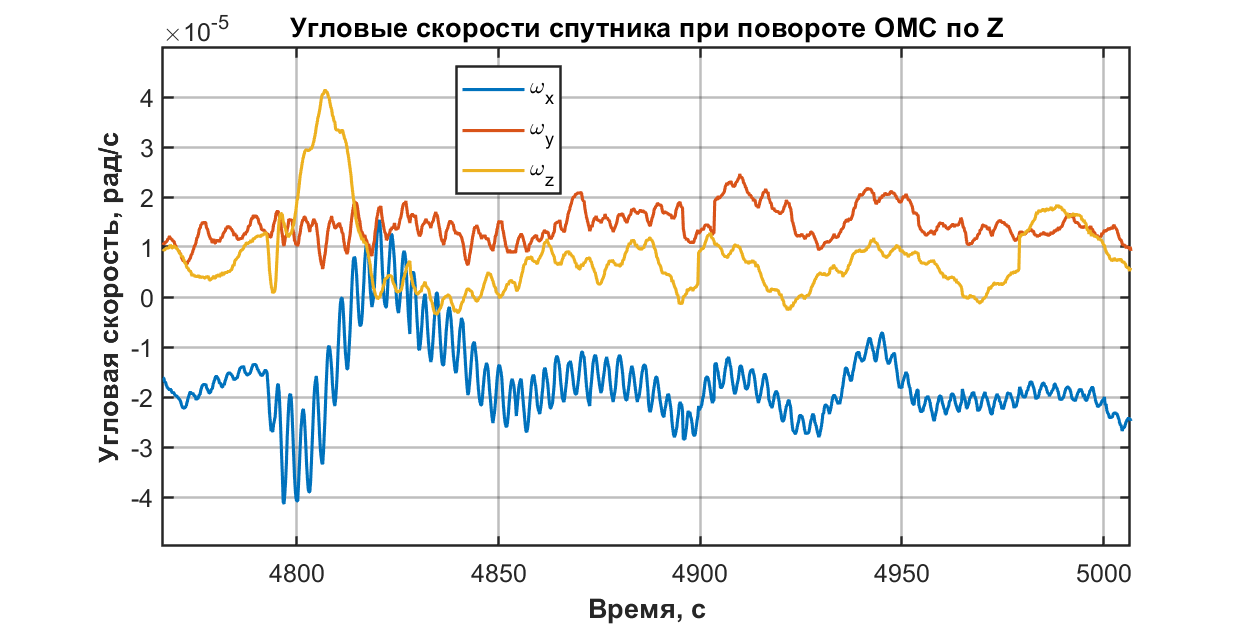 ×10-5
Угловые скорости спутника при повороте ОМС по Z
ωx
ωy
ωz
4
3
2
1
0
-1
-2
-3
-4
Угловая скорость, рад/с
4800 4850 4900 4950 5000
Время, с